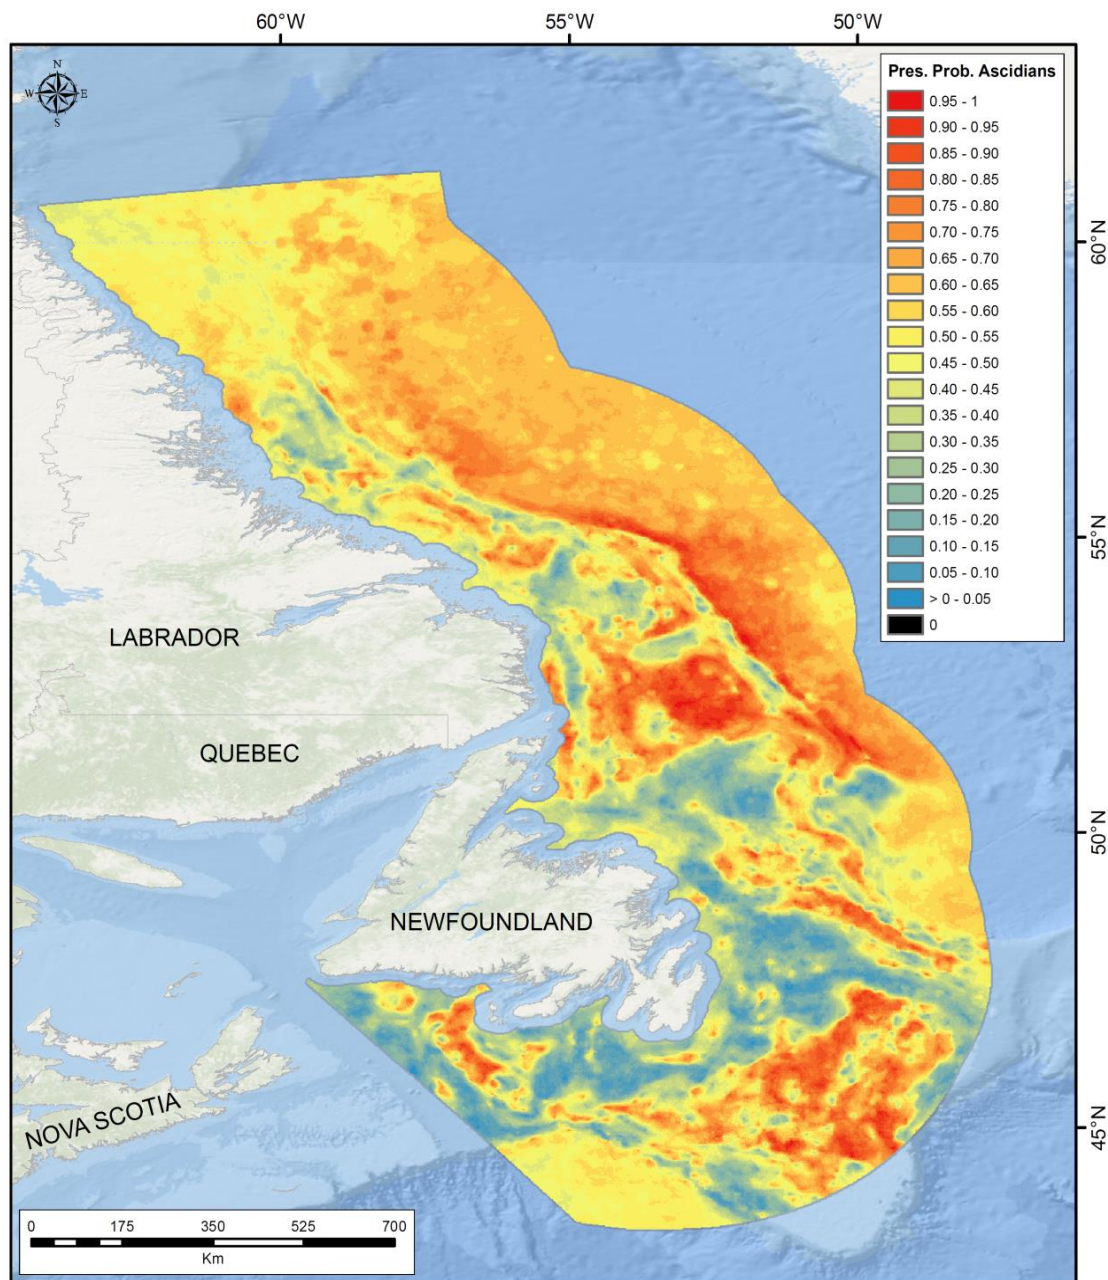 60°W
55°W
50°W
N
W E
S
Pres. Prob. Ascidians
0.95 - 1
0.90 - 0.95
0.85 - 0.90
0.80 - 0.85
0.75 - 0.80
0.70 - 0.75
0.65 - 0.70
0.60 - 0.65
0.55 - 0.60
0.50 - 0.55
0.45 - 0.50
0.40 - 0.45
0.35 - 0.40
0.30 - 0.35
0.25 - 0.30
0.20 - 0.25
0.15 - 0.20
0.10 - 0.15
0.05 - 0.10
> 0 - 0.05
0
60°N
55°N
50°N
45°N
LABRADOR
QUEBEC
NEWFOUNDLAND
NOVA SCOTIA
0 175 350 525 700
Km